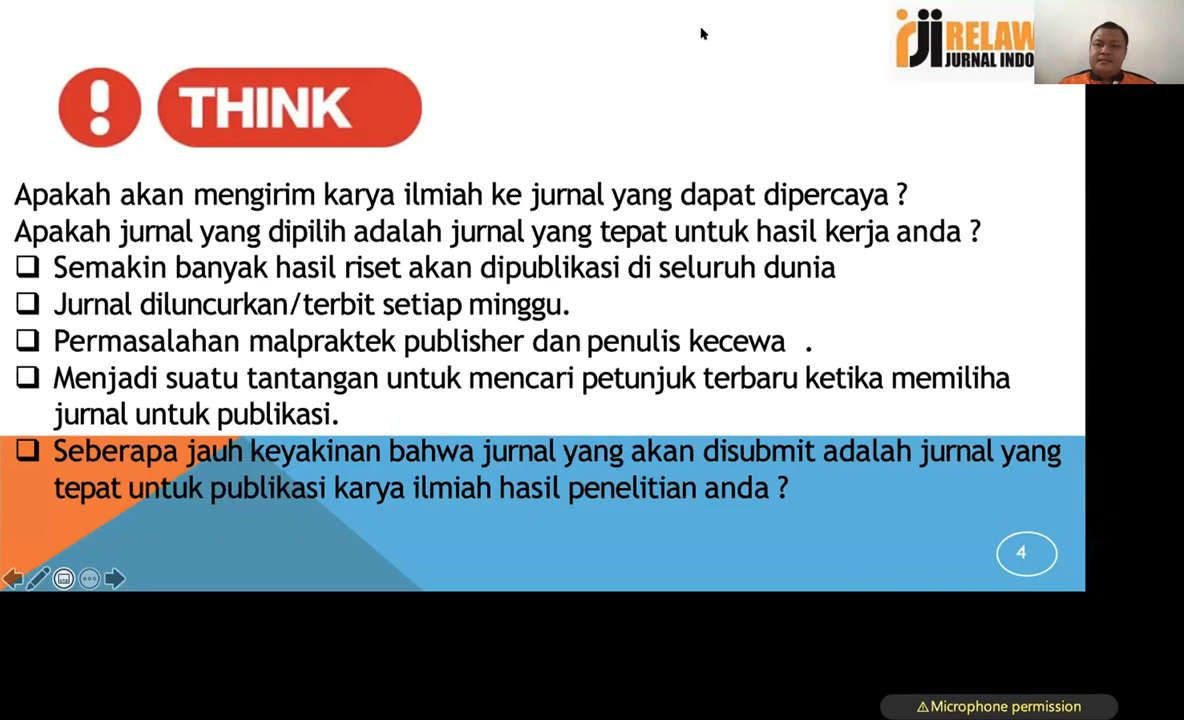 RELAW
JURNAL INDO
! THINK
Apakah akan mengirim karya ilmiah ke jurnal yang dapat dipercaya ?
Apakah jurnal yang dipilih adalah jurnal yang tepat untuk hasil kerja anda ?
❑ Semakin banyak hasil riset akan dipublikasi di seluruh dunia
❑ Jurnal diluncurkan/terbit setiap minggu.
❑ Permasalahan malpraktek publisher dan penulis kecewa .
❑ Menjadi suatu tantangan untuk mencari petunjuk terbaru ketika memiliha
jurnal untuk publikasi.
❑ Seberapa jauh keyakinan bahwa jurnal yang akan disubmit adalah jurnal yang
tepat untuk publikasi karya ilmiah hasil penelitian anda ?
4
⚠Microphone permission